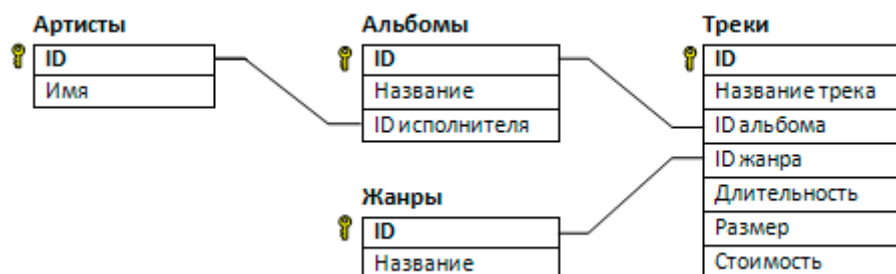 Артисты
ID
Имя
Альбомы
ID
Название
ID исполнителя
Жанры
ID
Название
Треки
ID
Название трека
ID альбома
ID жанра
Длительность
Размер
Стоимость